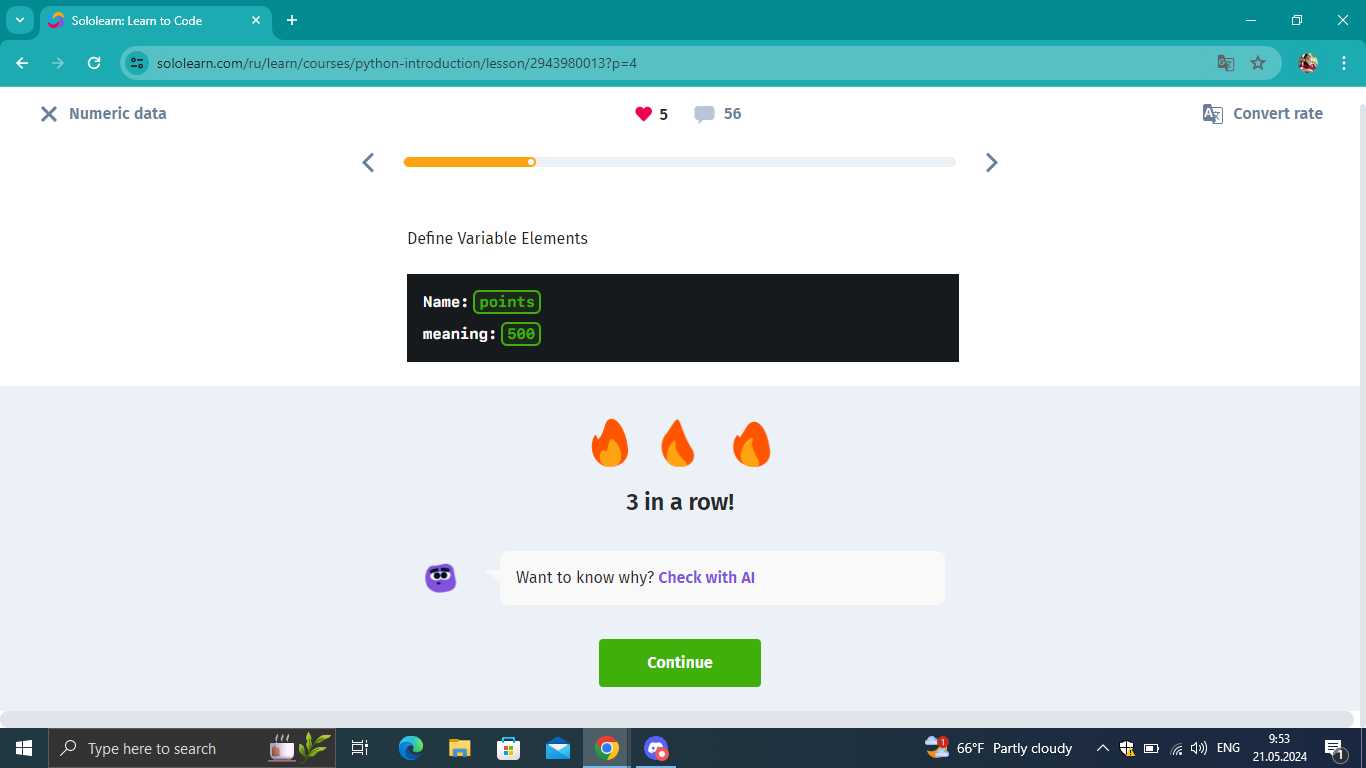 Sololearn: Learn to Code
sololearn.com/ru/learn/courses/python-introduction/lesson/2943980013?p=4
Numeric data
5
56
Convert rate
Define Variable Elements
Name: points
meaning: 500
3 in a row!
Want to know why? Check with AI
Continue
Type here to search
1
66°F Partly cloudy
ENG
9:53
21.05.2024
1